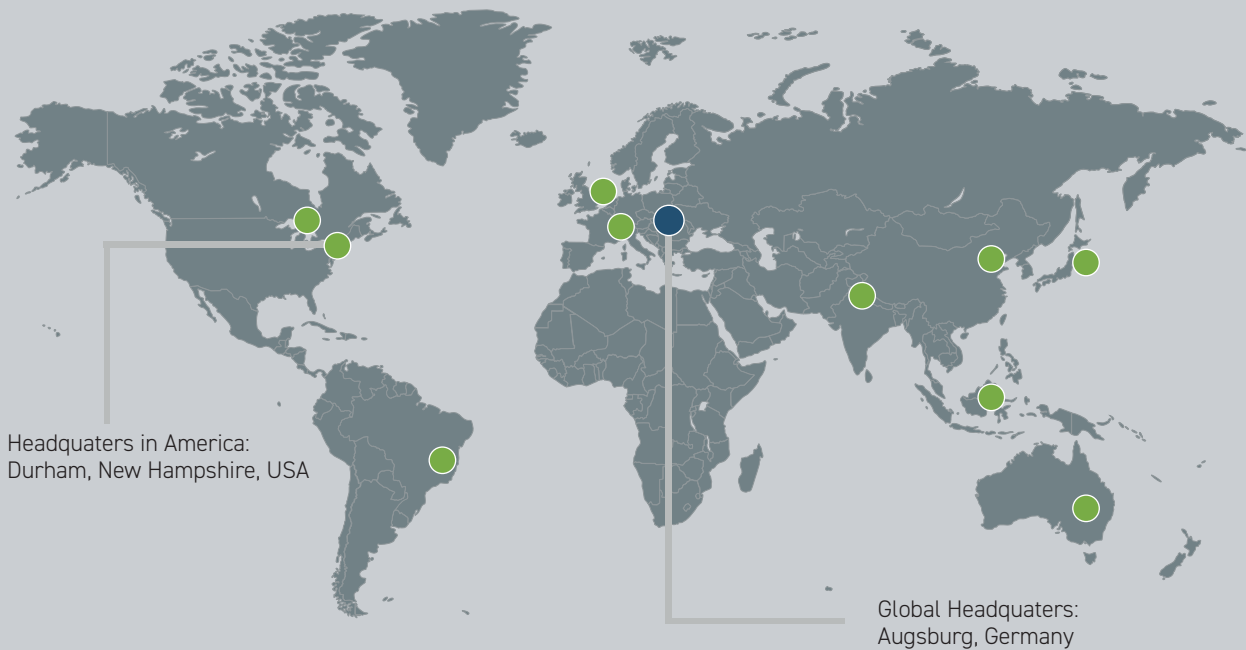 Headquaters in America:
Durham, New Hampshire, USA
Global Headquaters:
Augsburg, Germany